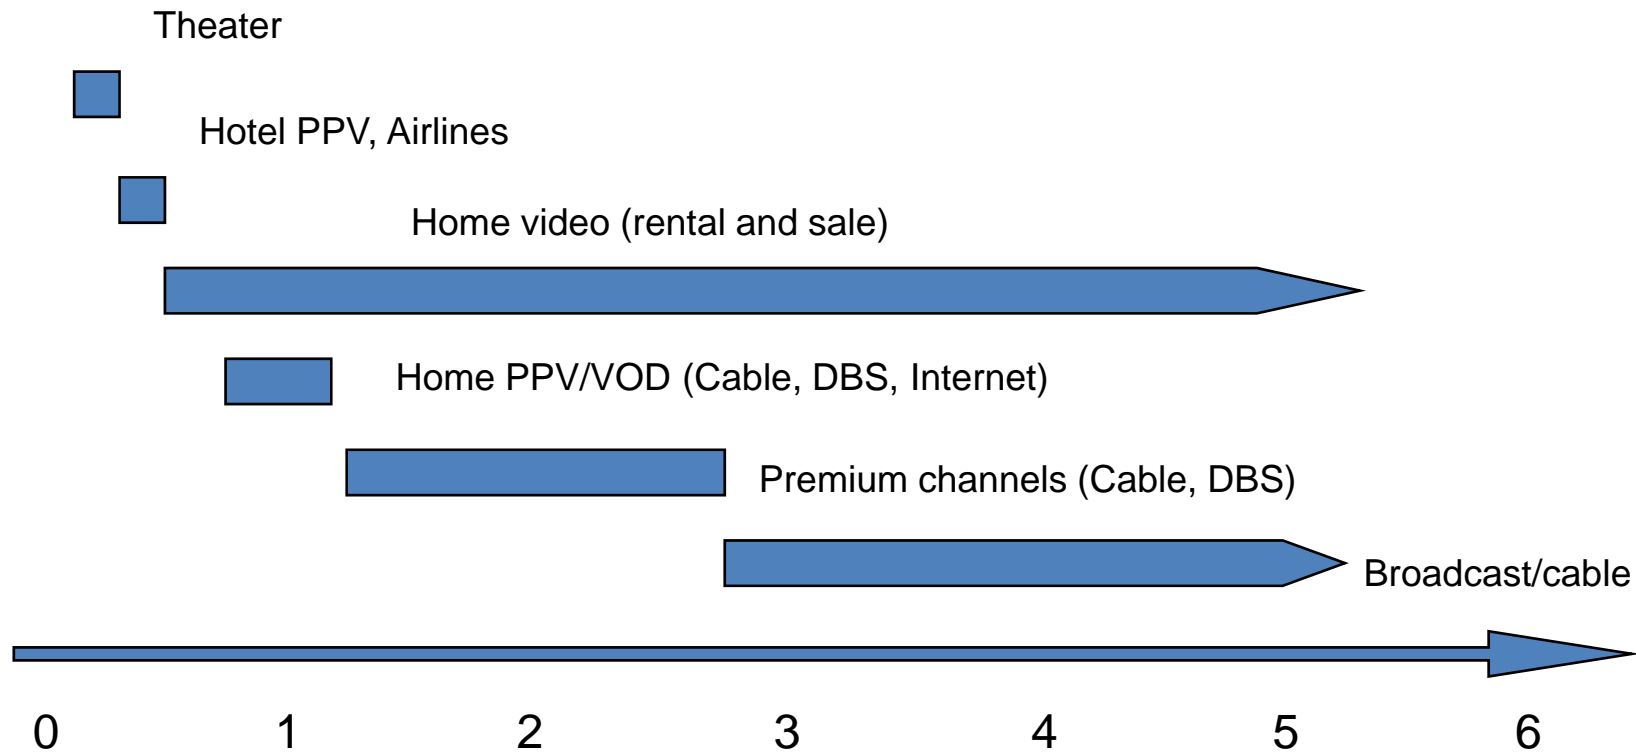 Theater
Hotel PPV, Airlines
Home video (rental and sale)
Home PPV/VOD (Cable, DBS, Internet)
Premium channels (Cable, DBS)
Broadcast/cable
0 1 2 3 4 5 6